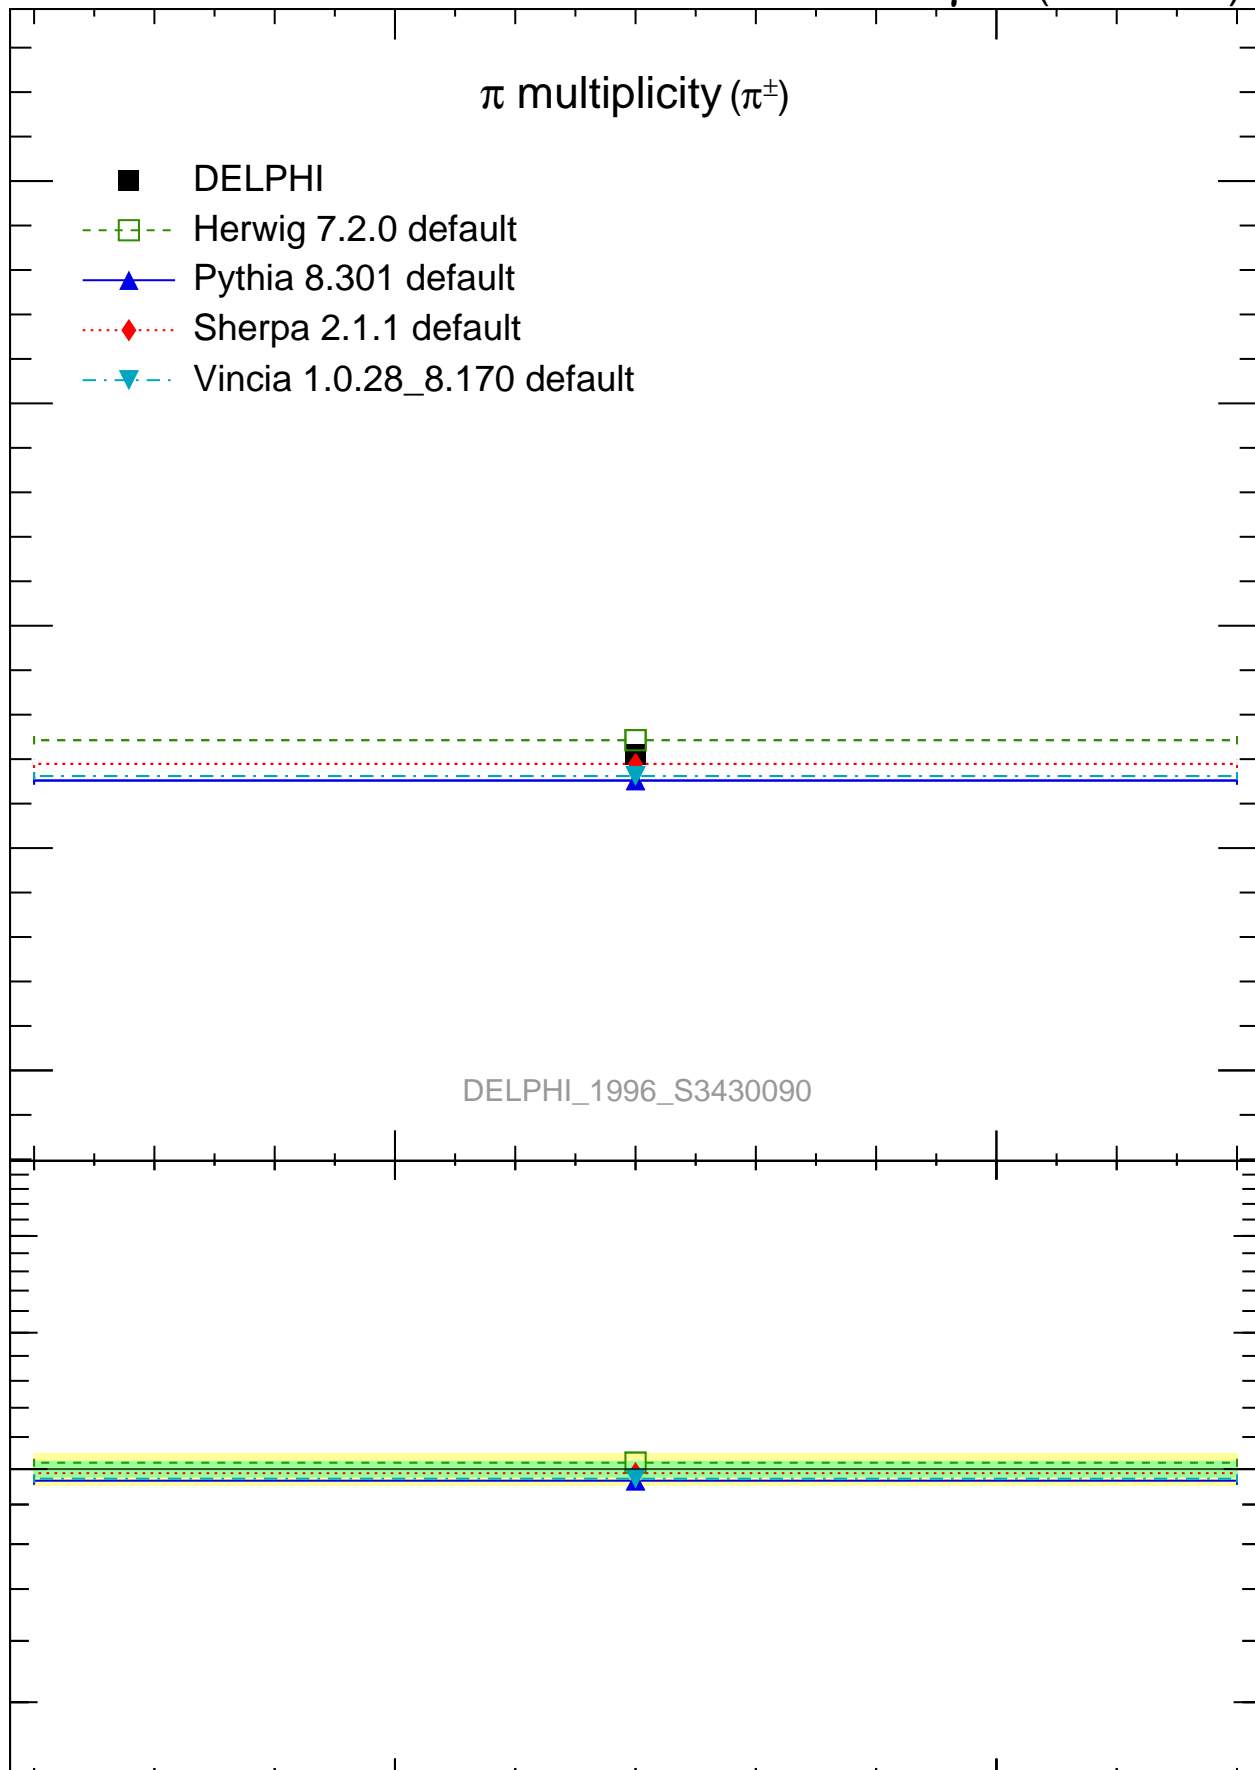 π multiplicity (π±)
DELPHI
Herwig 7.2.0 default
Pythia 8.301 default
Sherpa 2.1.1 default
Vincia 1.0.28_8.170 default
DELPHI_1996_S3430090